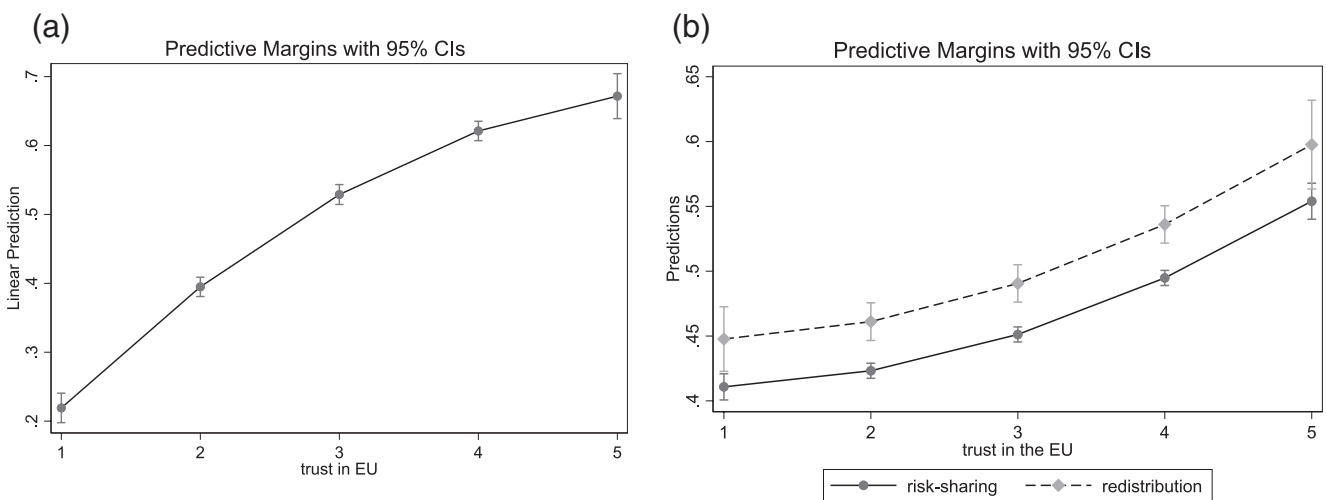 (a)
Predictive Margins with 95% CIs
Linear Prediction
.7
.6
.5
.4
.3
.2
1 2 3 4 5
trust in EU
(b)
Predictive Margins with 95% CIs
Predictions
.65
.6
.55
.5
.45
.4
1 2 3 4 5
trust in the EU
risk-sharing redistribution